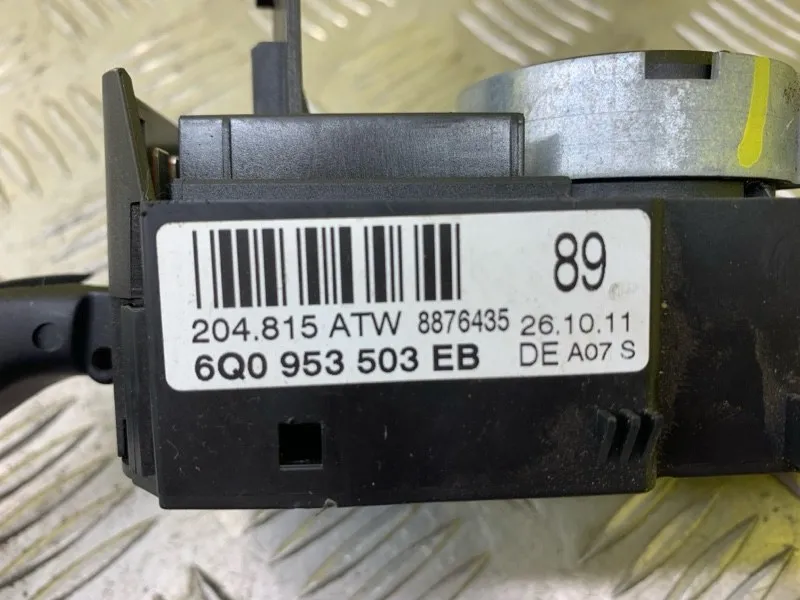 89
204.815 ATW 8876435 26.10.11
6Q0 953 503 EB DE A07 S